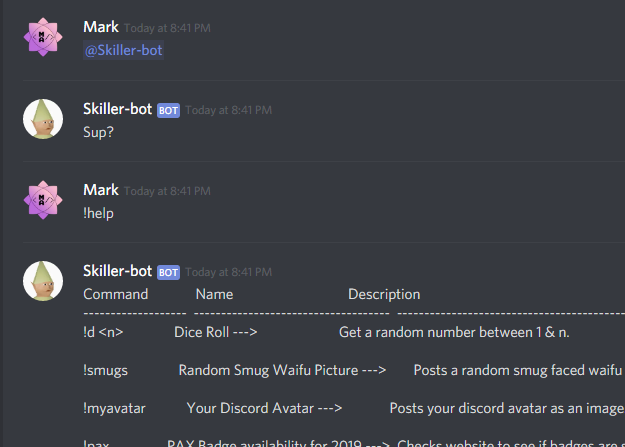 Mark Today at 8:41 PM
@Skiller-bot
Skiller-bot BOT Today at 8:41 PM
Sup?
Mark Today at 8:41 PM
!help
Skiller-bot BOT Today at 8:41 PM
Command Name Description
------------------- ----------------------------------- ----------------------------------------
!d <n> Dice Roll ---> Get a random number between 1 & n.
!smugs Random Smug Waifu Picture ---> Posts a random smug faced waifu
!myavatar Your Discord Avatar ---> Posts your discord avatar as an image
!pax PAX Badge availability for 2019 ---> Checks website to see if badges are